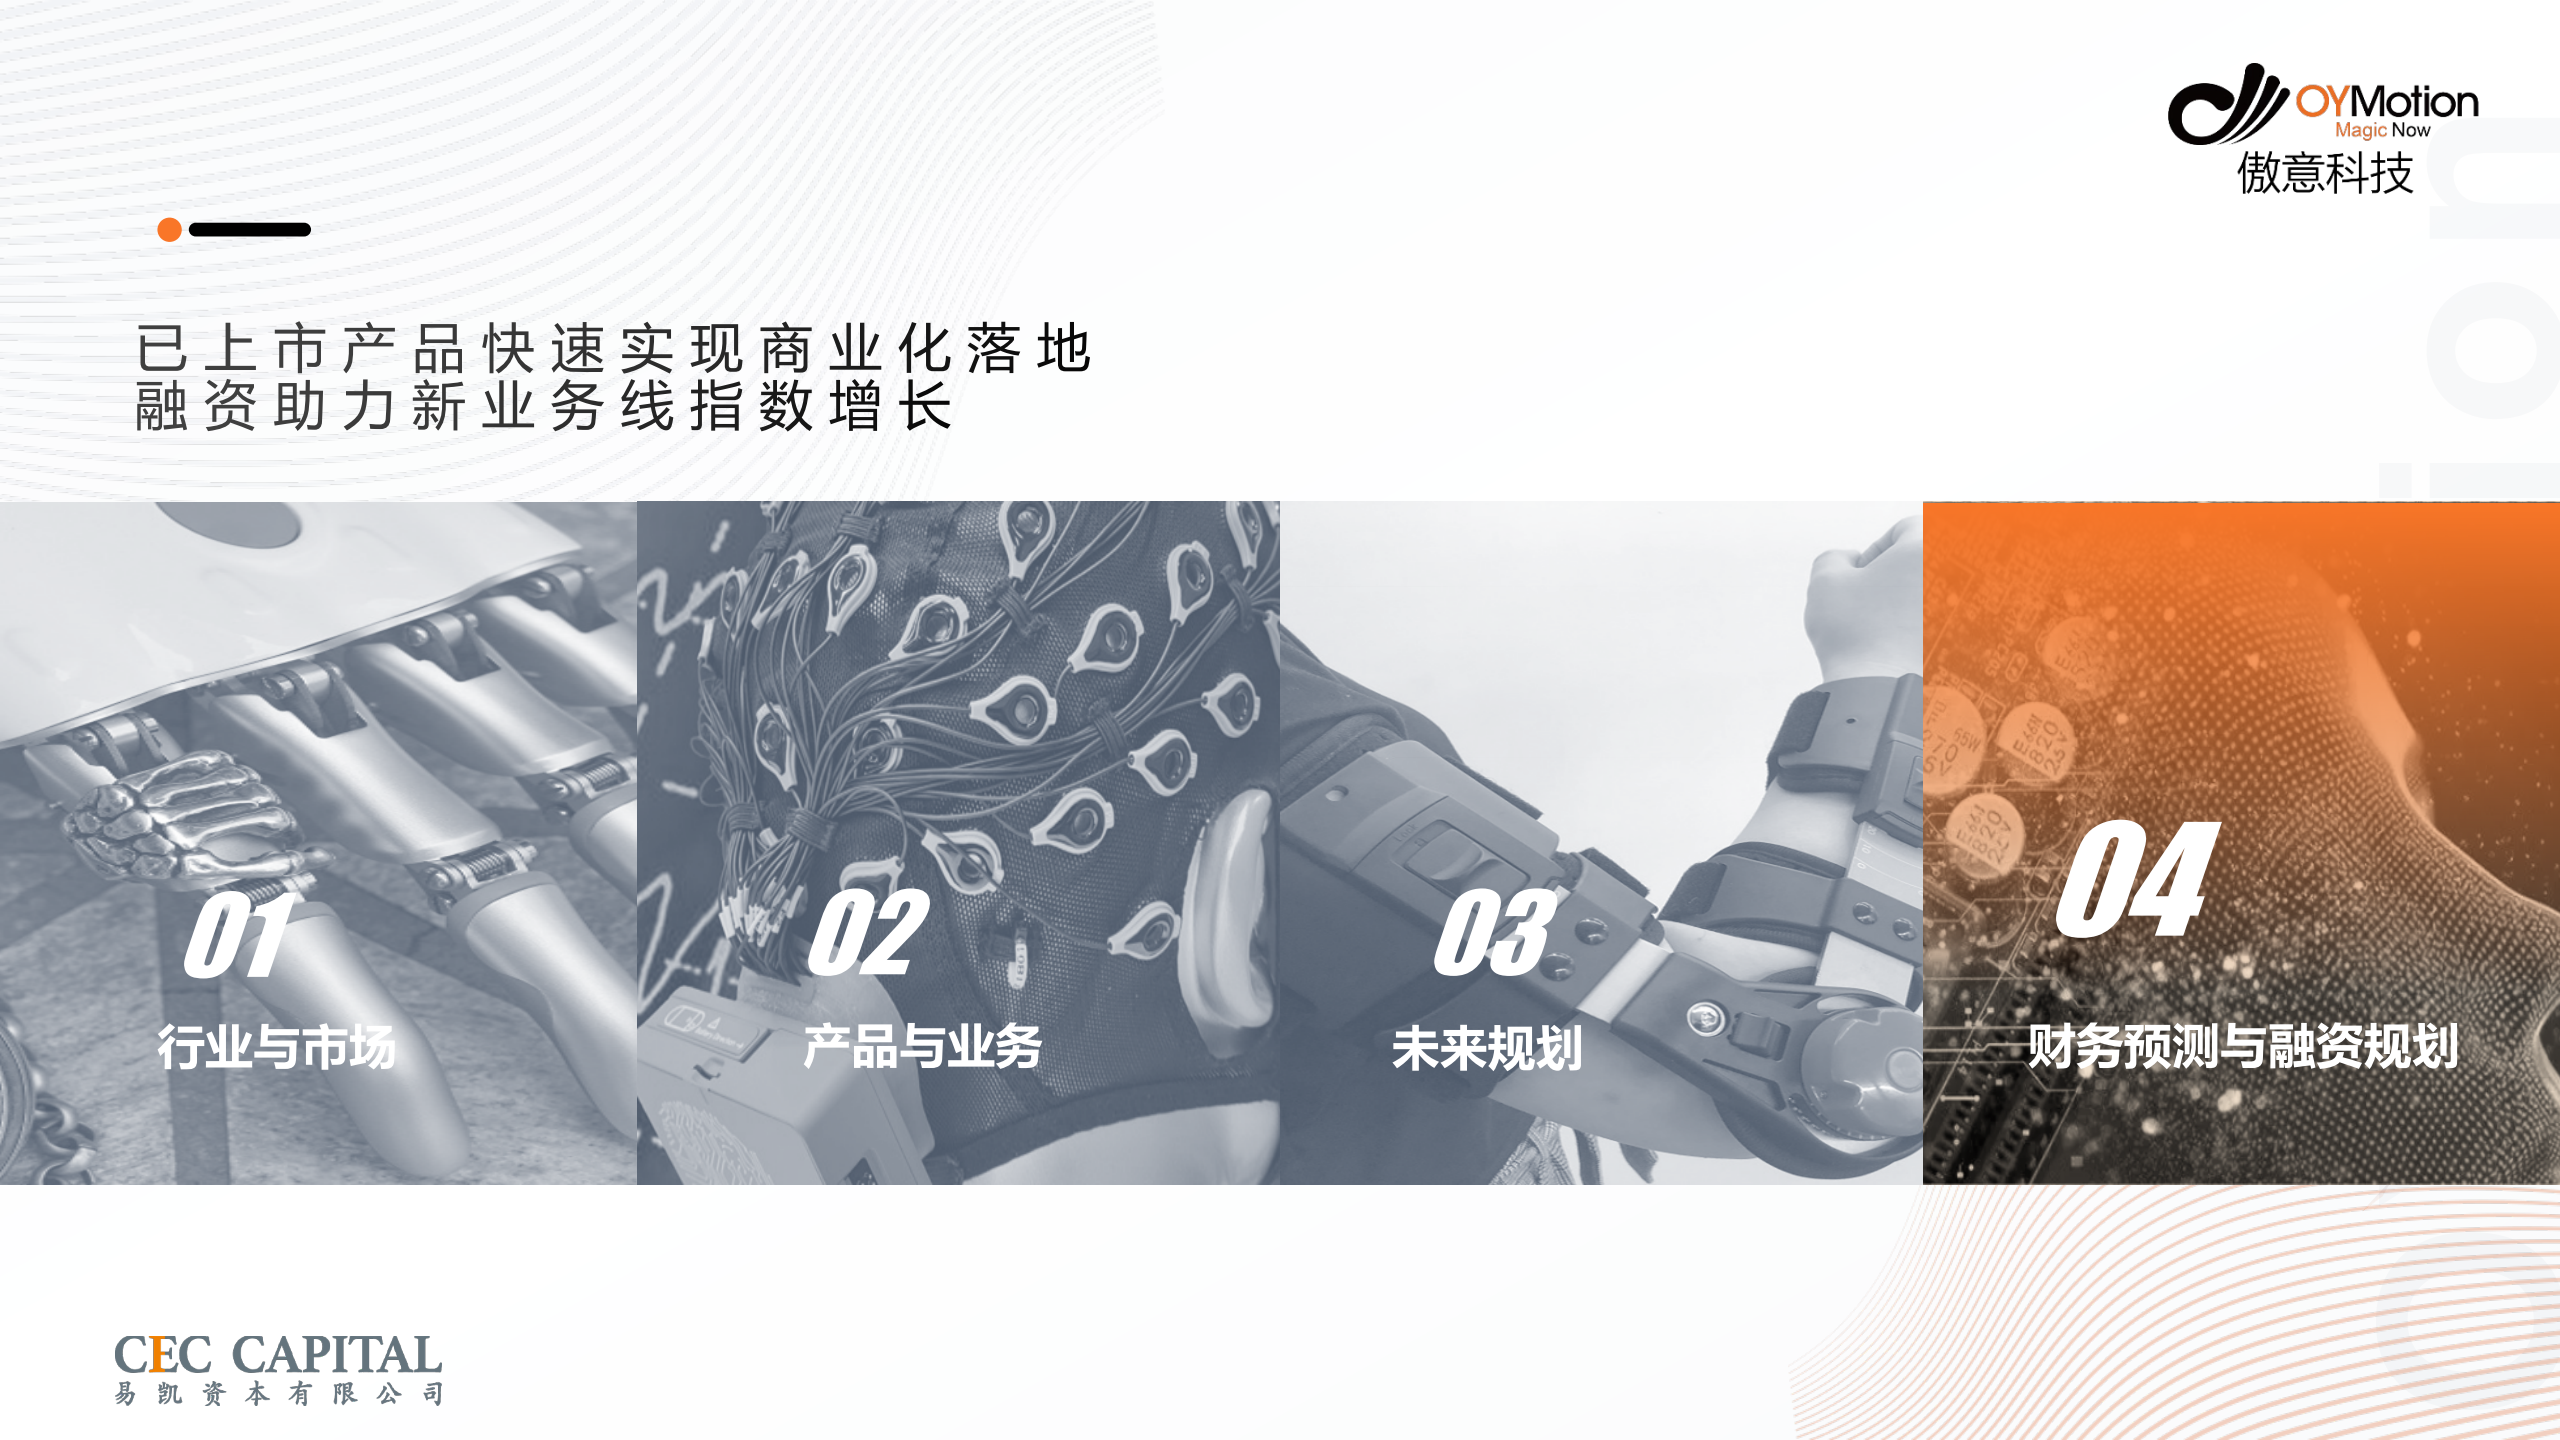 OYMotion
Magic Now
傲意科技
已上市产品快速实现商业化落地
融资助力新业务线指数增长
01
行业与市场
02
产品与业务
03
未来规划
04
财务预测与融资规划
CEC CAPITAL
易凯资本有限公司